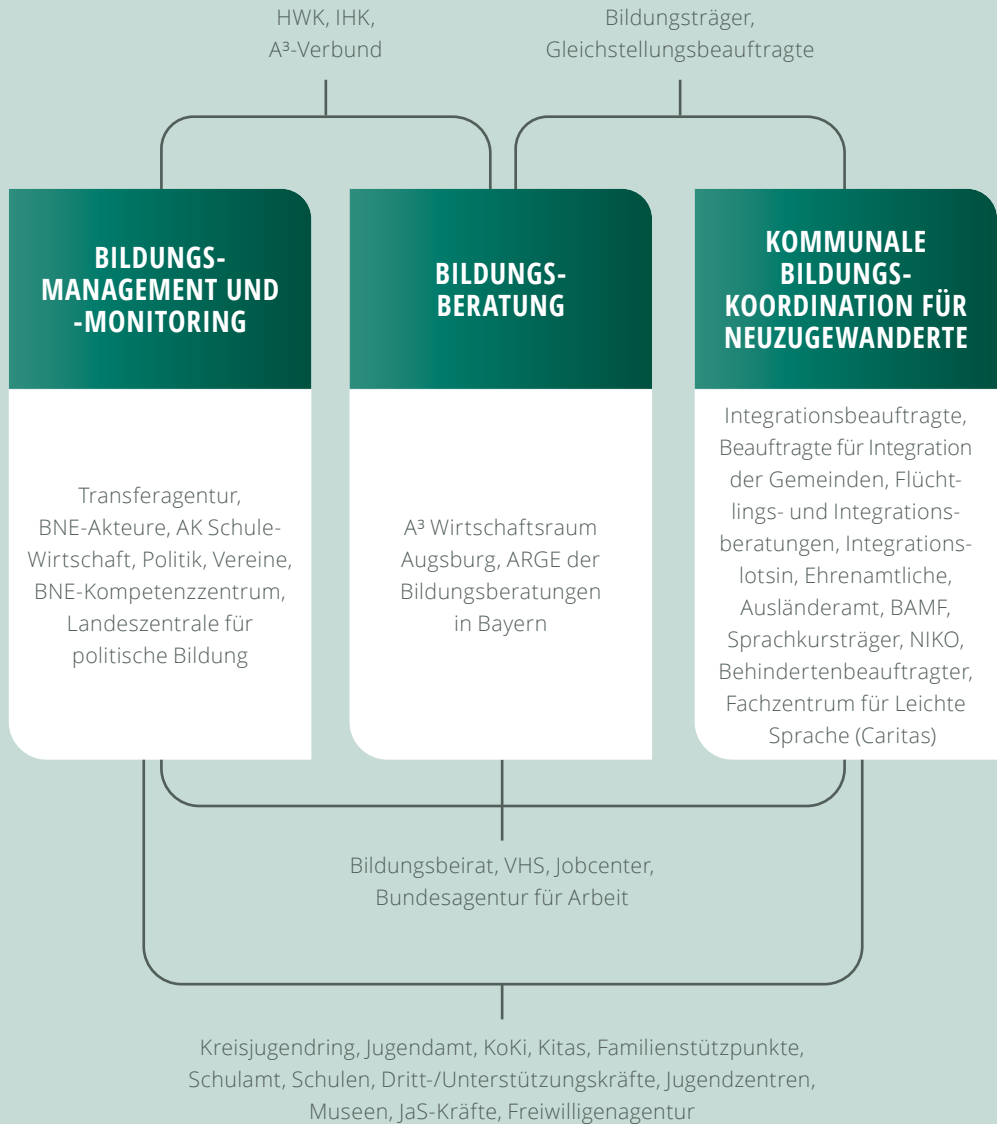 HWK, IHK,
A³-Verbund
Bildungsträger,
Gleichstellungsbeauftragte
BILDUNGS-
MANAGEMENT UND
-MONITORING
Transferagentur,
BNE-Akteure, AK Schule-
Wirtschaft, Politik, Vereine,
BNE-Kompetenzzentrum,
Landeszentrale für
politische Bildung
BILDUNGS-
BERATUNG
A³ Wirtschaftsraum
Augsburg, ARGE der
Bildungsberatungen
in Bayern
KOMMUNALE
BILDUNGS-
KOORDINATION FÜR
NEUZUGEWANDERTE
Integrationsbeauftragte,
Beauftragte für Integration
der Gemeinden, Flücht-
lings- und Integrations-
beratungen, Integrations-
lotsin, Ehrenamtliche,
Ausländeramt, BAMF,
Sprachkursträger, NIKO,
Behindertenbeauftragter,
Fachzentrum für Leichte
Sprache (Caritas)
Bildungsbeirat, VHS, Jobcenter,
Bundesagentur für Arbeit
Kreisjugendring, Jugendamt, KoKi, Kitas, Familienstützpunkte,
Schulamt, Schulen, Dritt-/Unterstützungskräfte, Jugendzentren,
Museen, JaS-Kräfte, Freiwilligenagentur